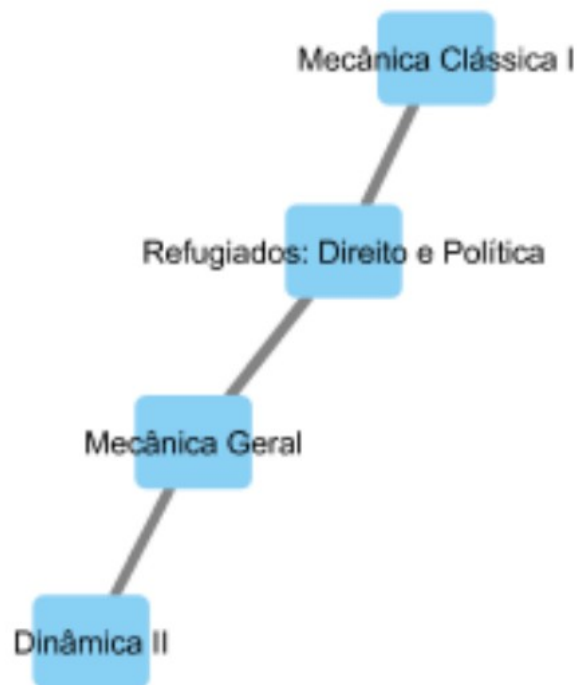 Mecânica Clássica I
Refugiados: Direito e Política
Mecânica Geral
Dinâmica II